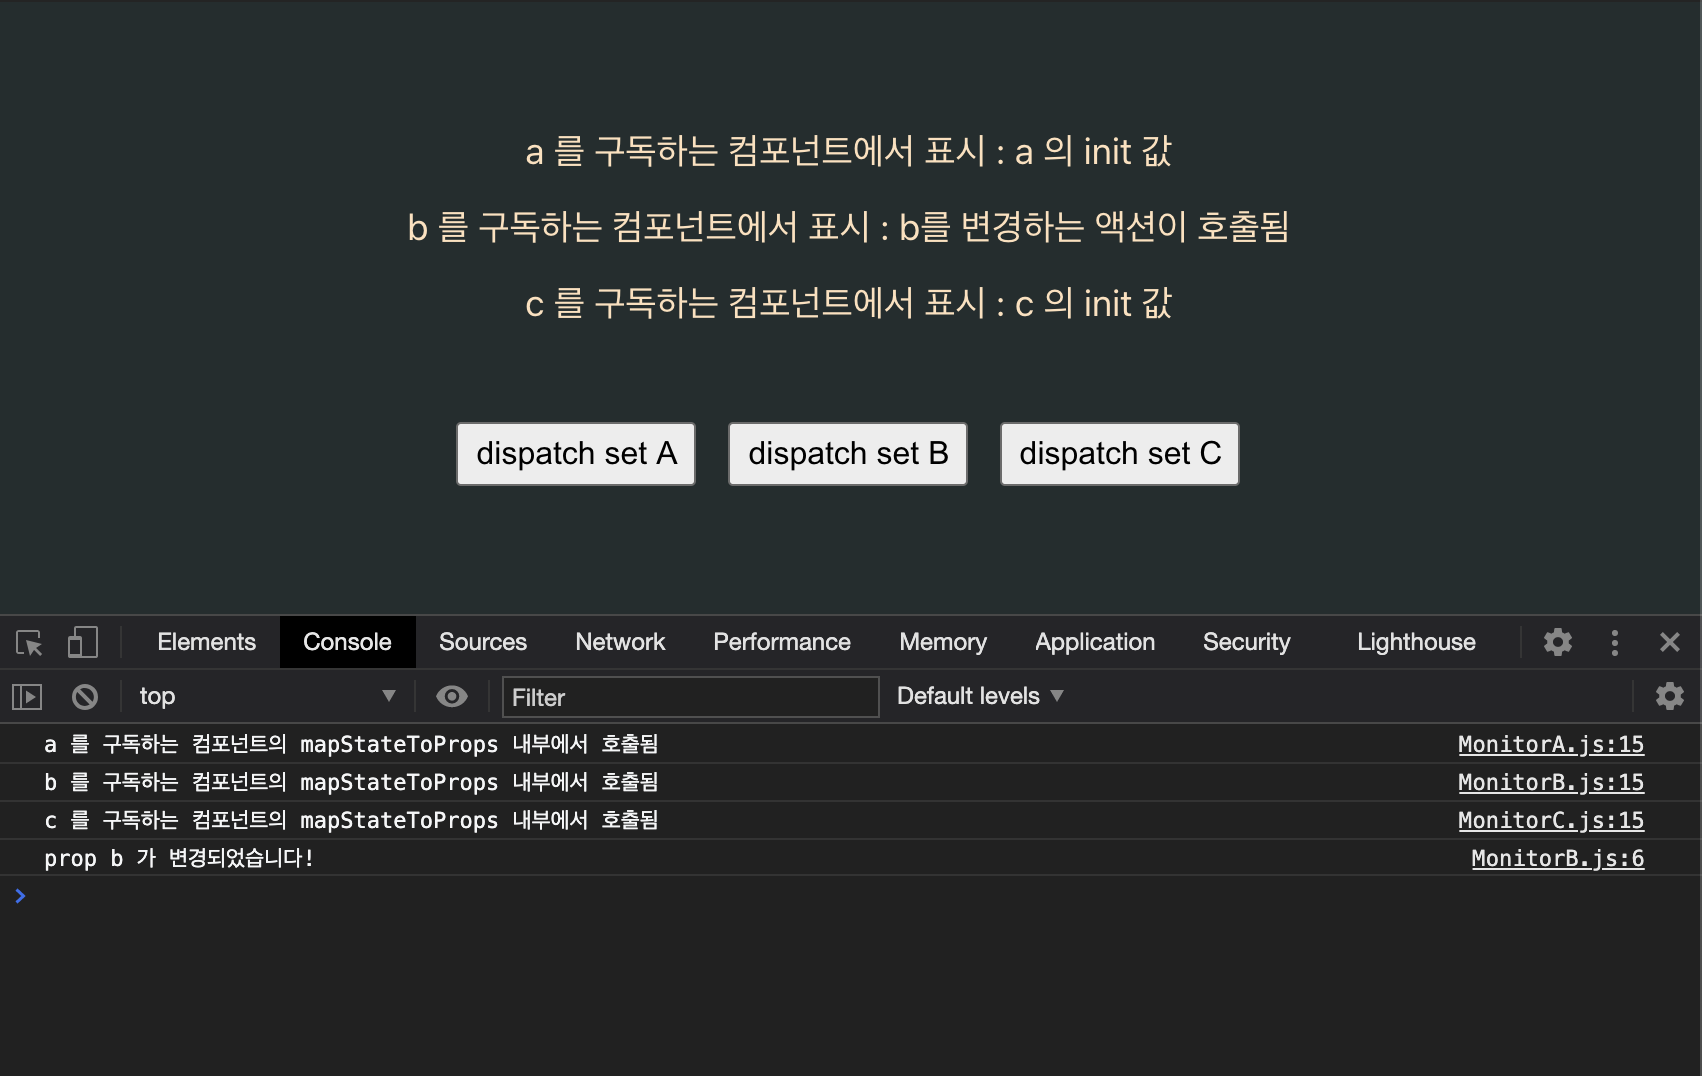 a 를 구독하는 컴포넌트에서 표시 : a 의 init 값
b 를 구독하는 컴포넌트에서 표시 : b를 변경하는 액션이 호출됨
c 를 구독하는 컴포넌트에서 표시 : c 의 init 값
dispatch set A dispatch set B dispatch set C
Elements Console Sources Network Performance Memory Application Security Lighthouse
top Filter Default levels
a 를 구독하는 컴포넌트의 mapStateToProps 내부에서 호출됨 MonitorA.js:15
b 를 구독하는 컴포넌트의 mapStateToProps 내부에서 호출됨 MonitorB.js:15
c 를 구독하는 컴포넌트의 mapStateToProps 내부에서 호출됨 MonitorC.js:15
prop b 가 변경되었습니다! MonitorB.js:6